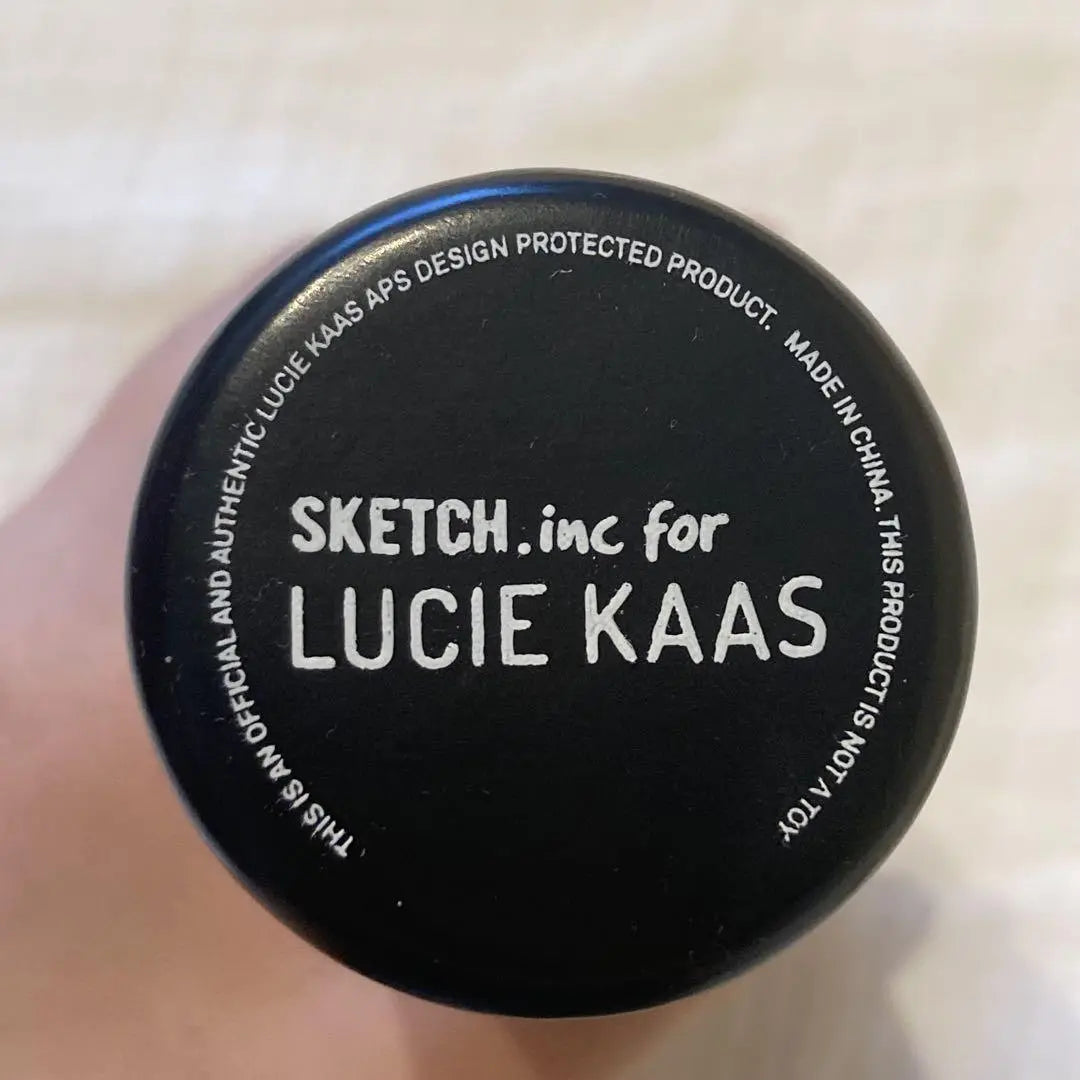 THIS IS AN OFFICIAL AND AUTHENTIC LUCIE KAAS APS DESIGN PROTECTED PRODUCT. MADE IN CHINA. THIS PRODUCT IS NOT A TOY
SKETCH.inc for
LUCIE KAAS